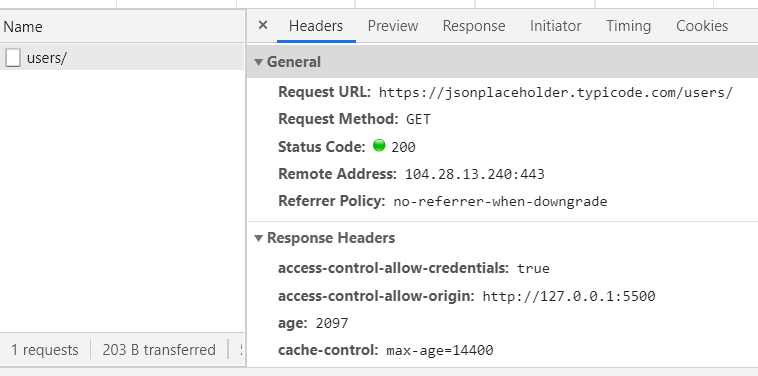 Name
users/
1 requests
203 B transferred
× Headers Preview Response Initiator Timing Cookies
▼ General
Request URL: https://jsonplaceholder.typicode.com/users/
Request Method: GET
Status Code: 200
Remote Address: 104.28.13.240:443
Referrer Policy: no-referrer-when-downgrade
▼ Response Headers
access-control-allow-credentials: true
access-control-allow-origin: http://127.0.0.1:5500
age: 2097
cache-control: max-age=14400